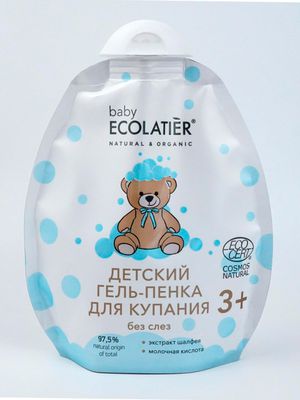 baby
ECOLATIER®
NATURAL & ORGANIC
ДЕТСКИЙ
ГЕЛЬ-ПЕНКА
ДЛЯ КУПАНИЯ
3+
без слез
ECO
CERT
COSMOS
NATURAL
97,5%
natural origin
of total
• экстракт шалфея
• молочная кислота